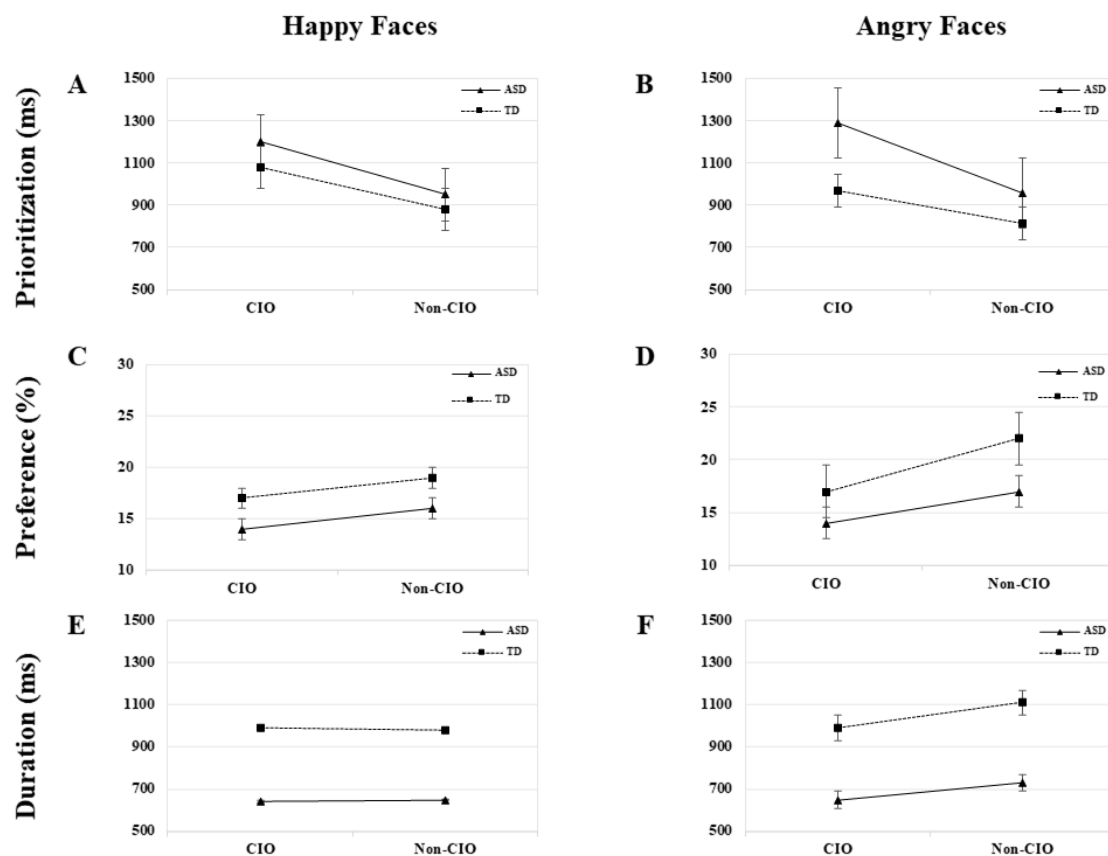 Happy Faces
Angry Faces
Prioritization (ms)
A
1500
1300
1100
900
700
500
ASD
TD
CIO
Non-CIO
B
1500
1300
1100
900
700
500
ASD
TD
CIO
Non-CIO
Preference (%)
C
30
25
20
15
10
ASD
TD
CIO
Non-CIO
D
30
25
20
15
10
ASD
TD
CIO
Non-CIO
Duration (ms)
E
1500
1300
1100
900
700
500
ASD
TD
CIO
Non-CIO
F
1500
1300
1100
900
700
500
ASD
TD
CIO
Non-CIO